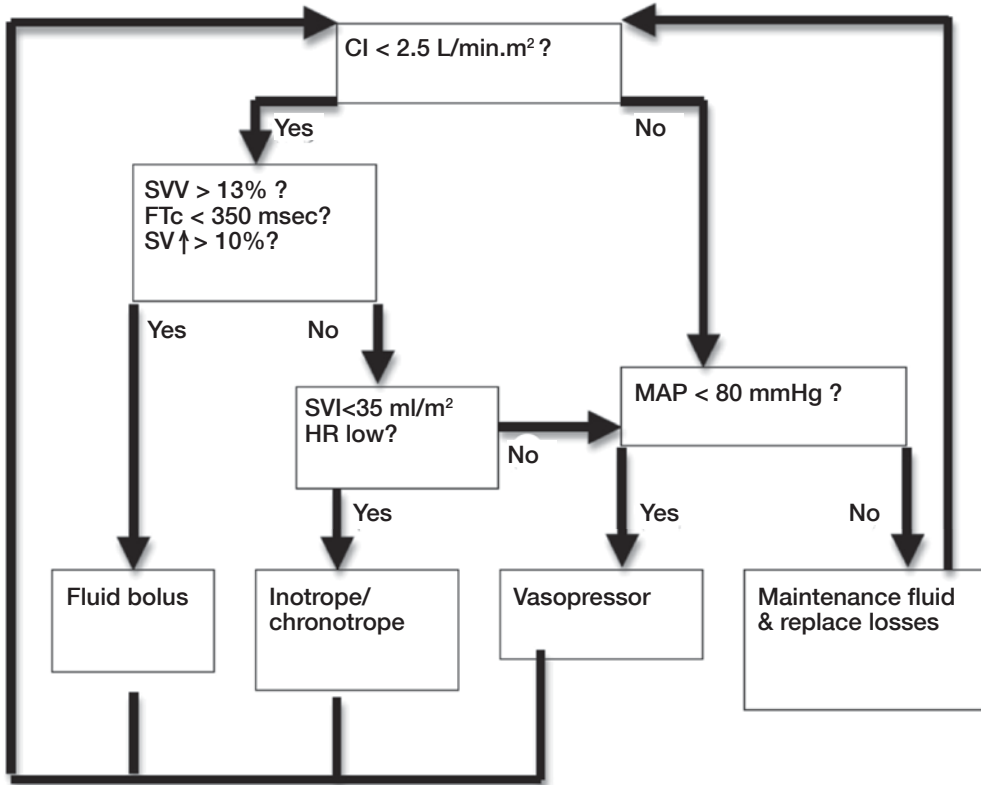 CI < 2.5 L/min.m² ?
Yes
No
SVV > 13% ?
FTc < 350 msec?
SV ↑ > 10%?
Yes
No
SVI<35 ml/m²
HR low?
No
MAP < 80 mmHg ?
Yes
Yes
No
Fluid bolus
Inotrope/
chronotrope
Vasopressor
Maintenance fluid
& replace losses